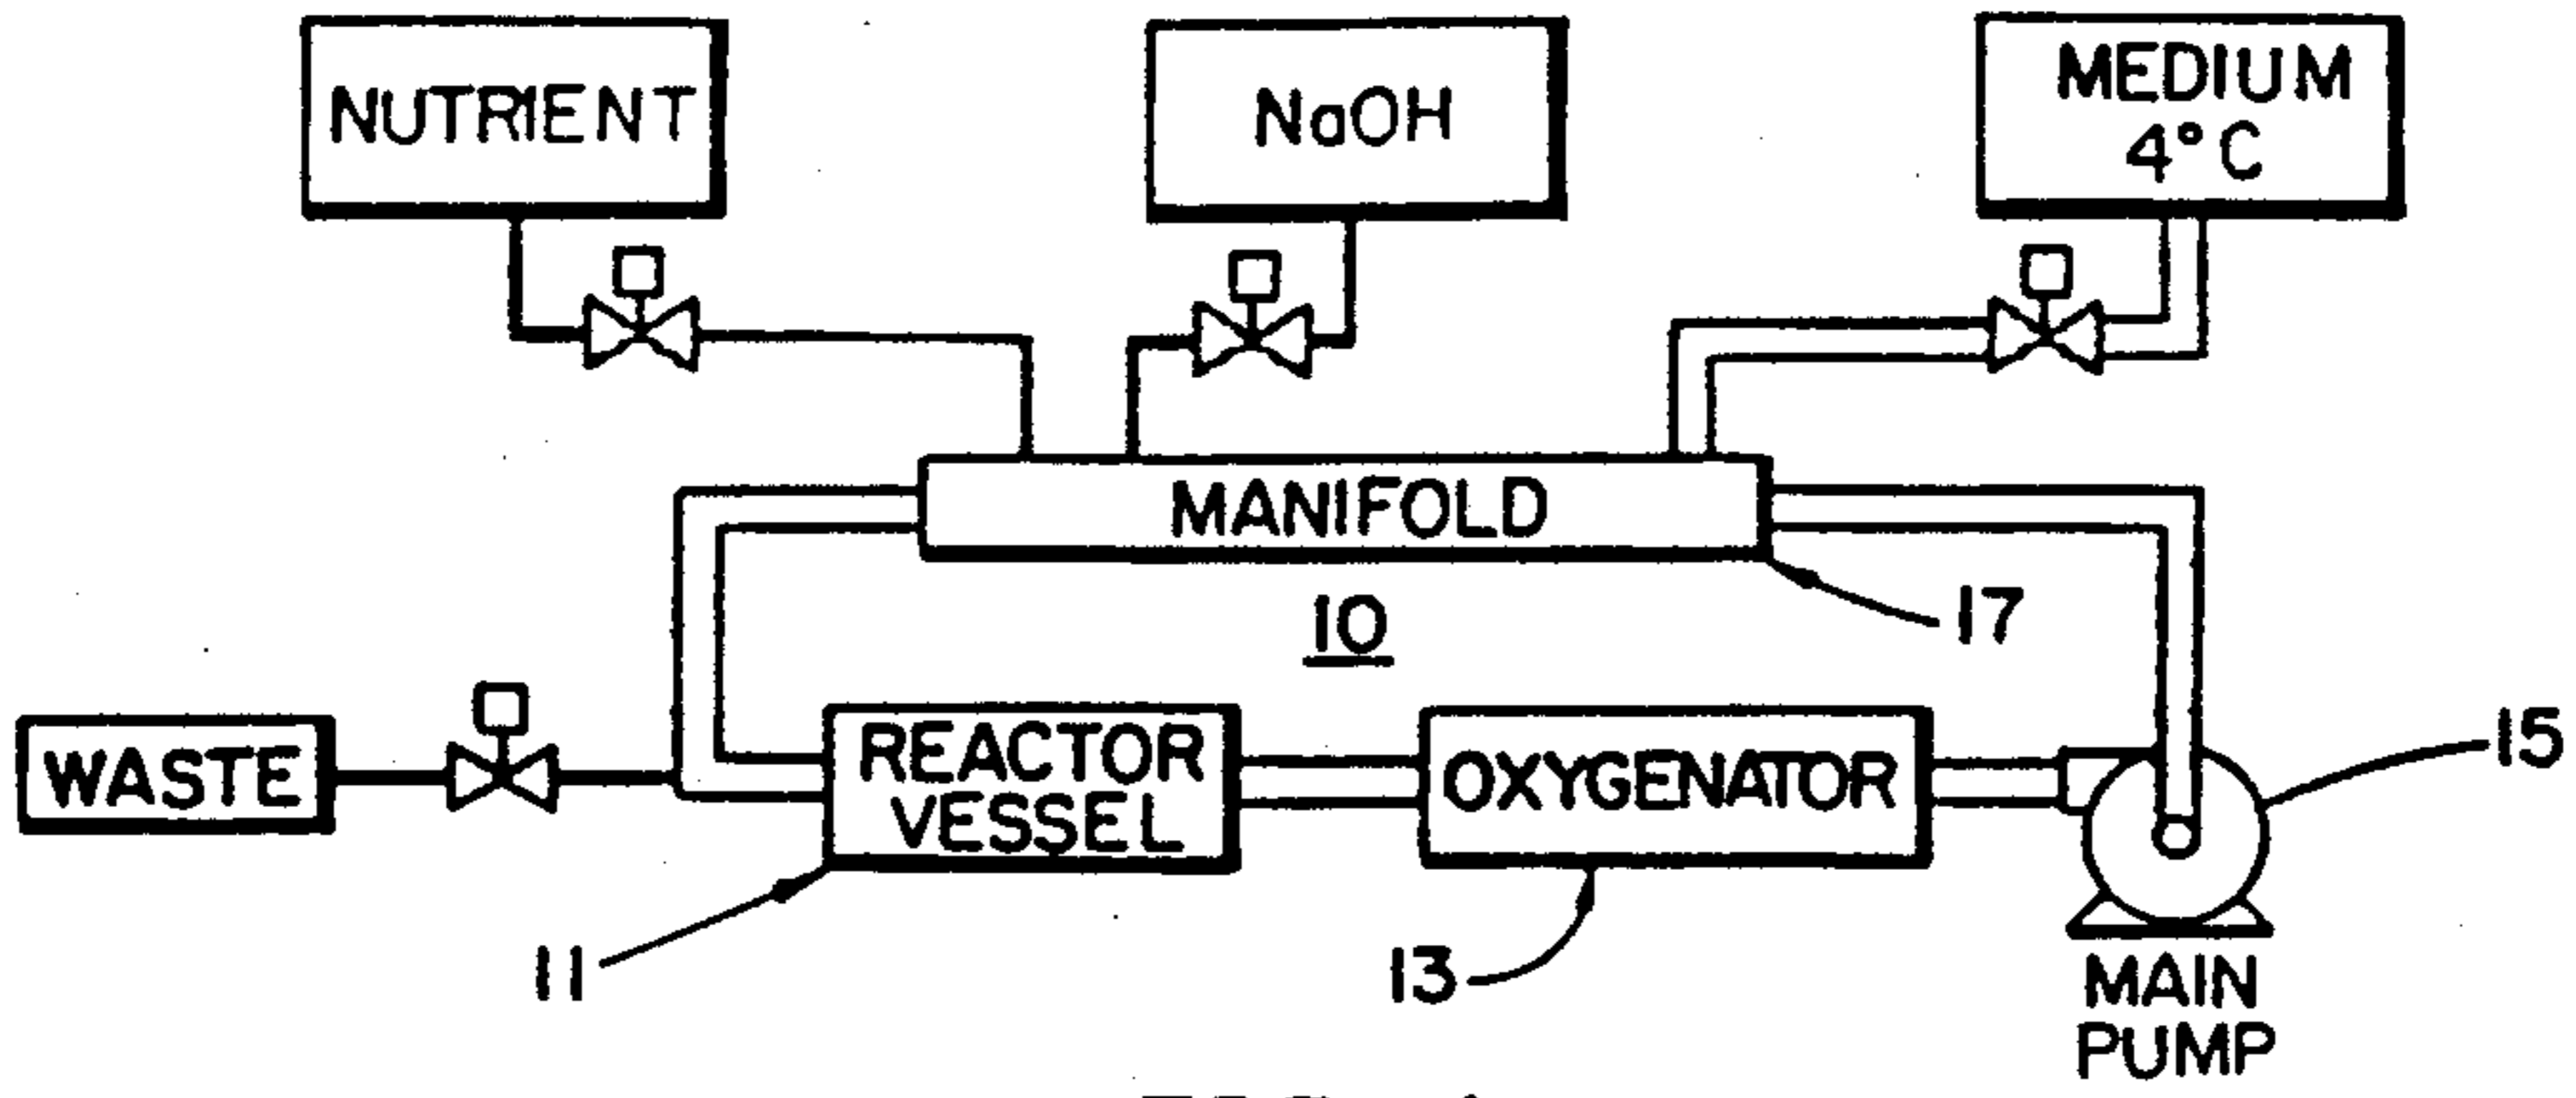 NUTRIENT
NaOH
MEDIUM
4°C
MANIFOLD
10
17
WASTE
REACTOR
VESSEL
OXYGENATOR
15
11
13
MAIN
PUMP